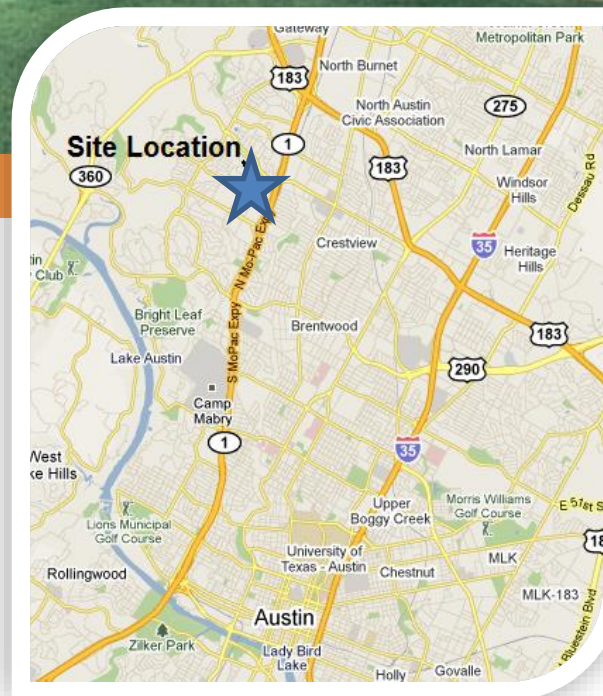 Gateway
Metropolitan Park
183
North Burnet
275
North Austin
Civic Association
1
Site Location
North Lamar
183
360
Windsor
Hills
Dessau Rd
Crestview
35
Heritage
Hills
Club
N Mo-Pac Exp
Bright Leaf
Preserve
Brentwood
183
Lake Austin
S MoPac Expy
290
Camp
Mabry
1
35
West
ke Hills
Upper
Boggy Creek
Morris Williams
Golf Course
E 51st S
Lions Municipal
Golf Course
University of
Texas - Austin
MLK
Rollingwood
Chestnut
MLK-183
Austin
Zilker Park
Lady Bird
Lake
Bluestein Blvd
Holly
Govalle